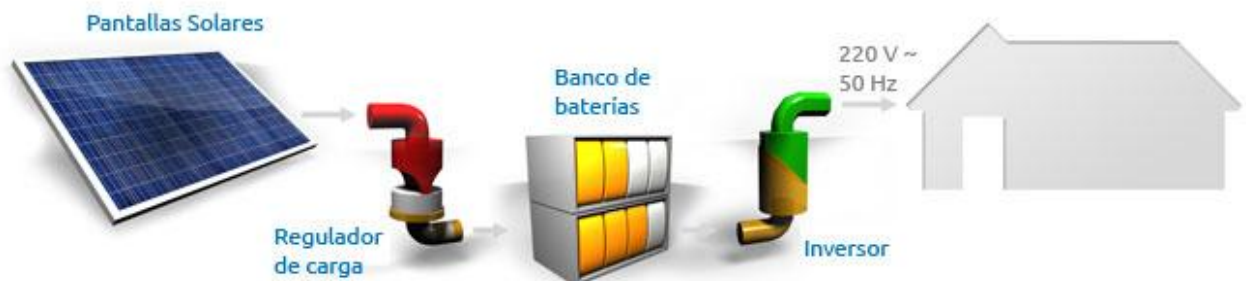 Pantallas Solares
Regulador
de carga
Banco de
baterías
Inversor
220 V ~
50 Hz